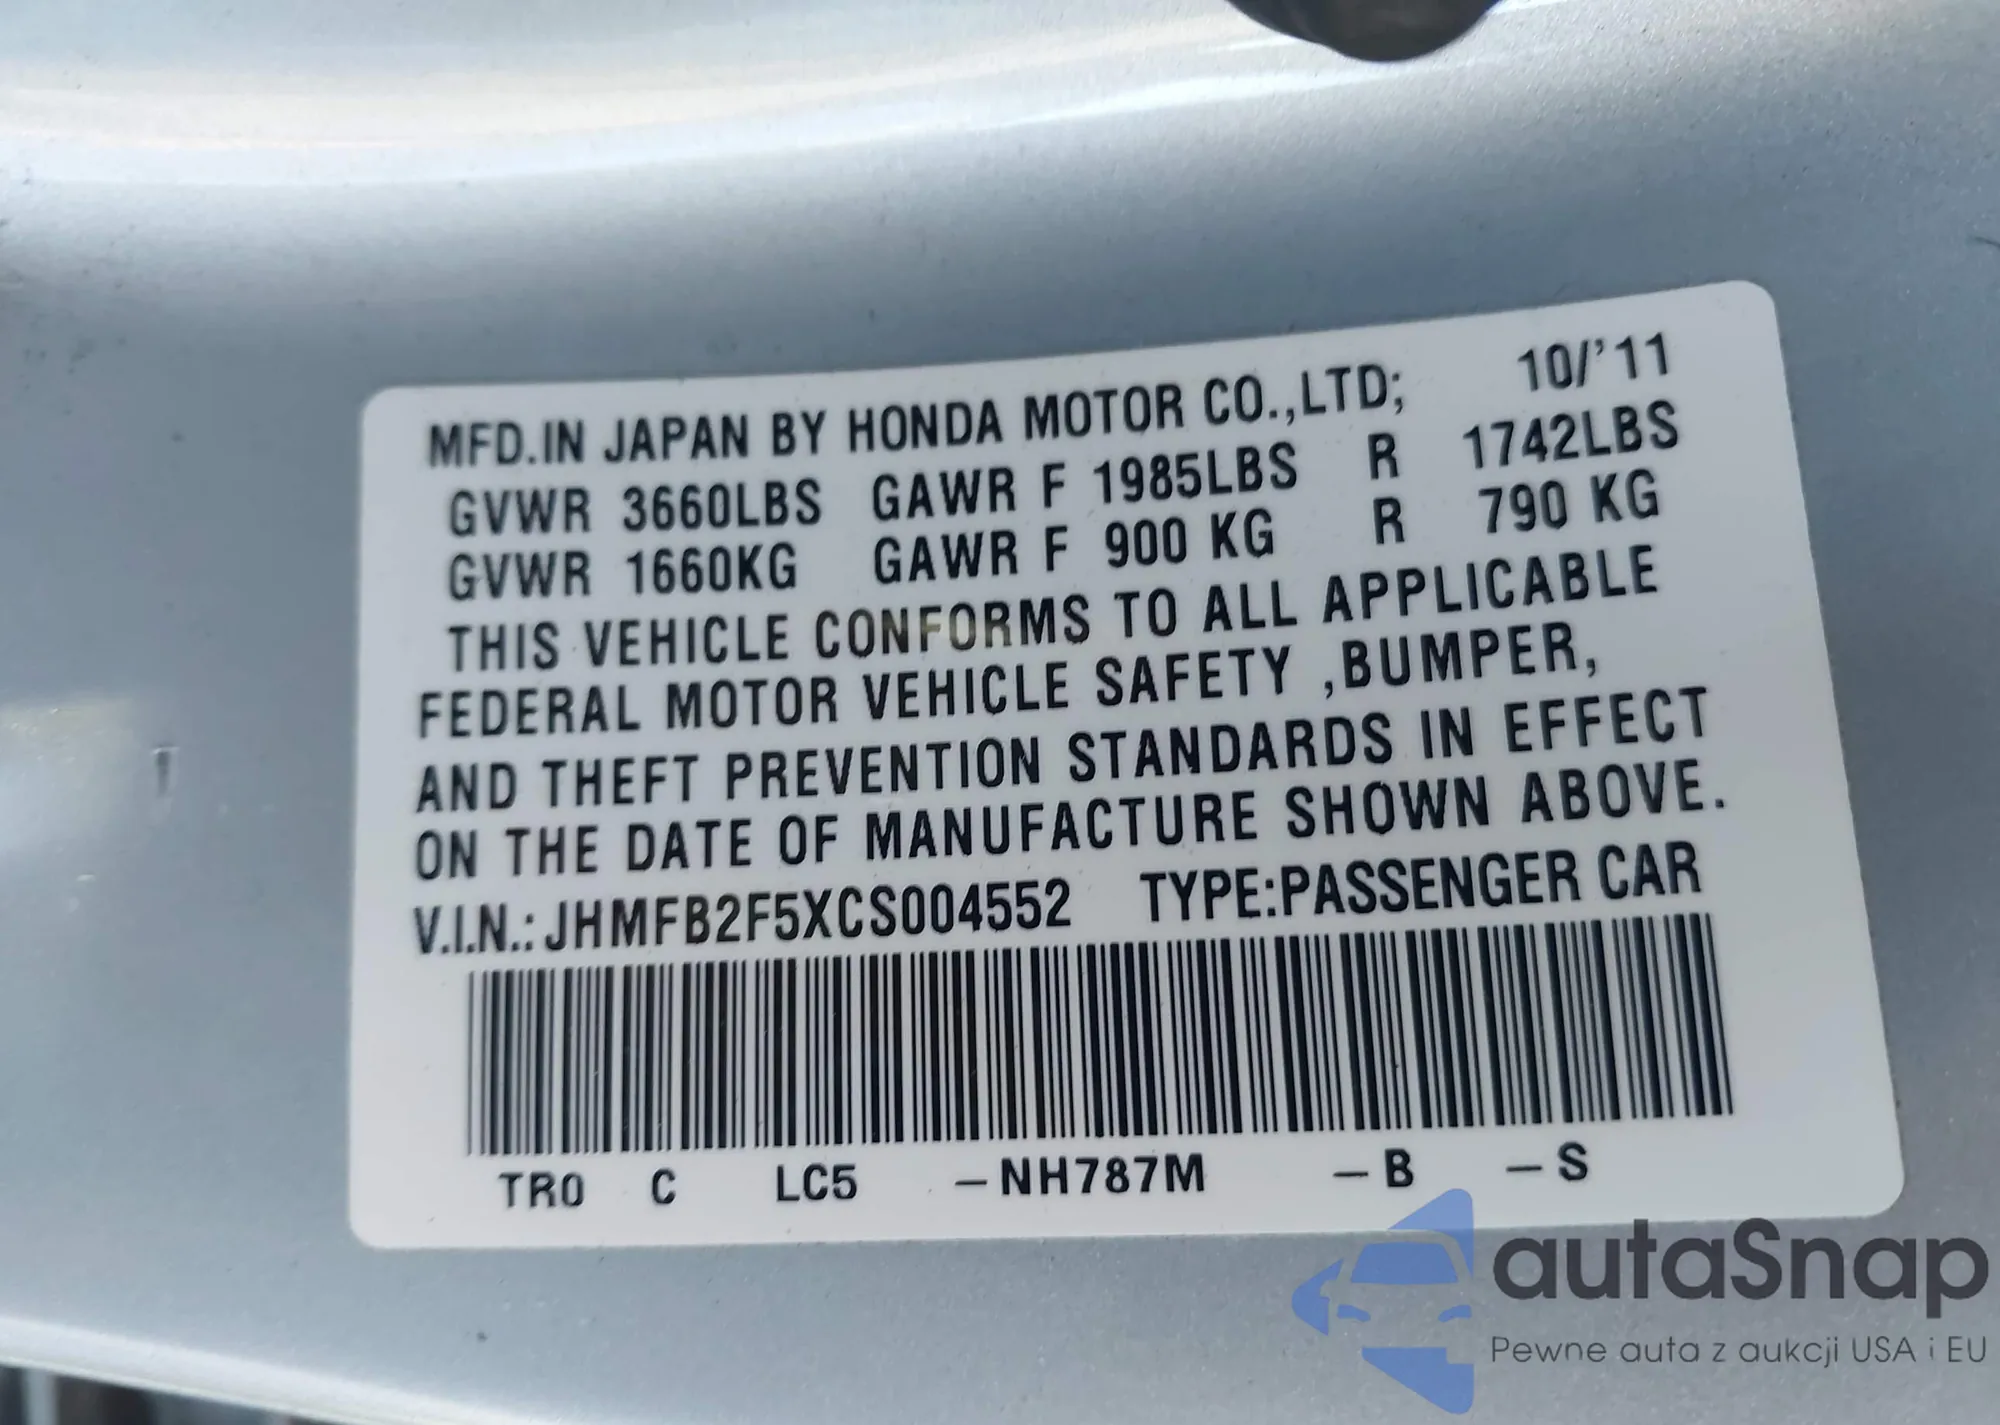 MFD.IN JAPAN BY HONDA MOTOR CO.,LTD; 10/'11
GVWR 3660LBS GAWR F 1985LBS R 1742LBS
GVWR 1660KG GAWR F 900 KG R 790 KG
THIS VEHICLE CONFORMS TO ALL APPLICABLE
FEDERAL MOTOR VEHICLE SAFETY ,BUMPER,
AND THEFT PREVENTION STANDARDS IN EFFECT
ON THE DATE OF MANUFACTURE SHOWN ABOVE.
V.I.N.: JHMFB2F5XCS004552 TYPE:PASSENGER CAR
TR0 C LC5 –NH787M –B –S
autaSnap
Pewne auta z aukcji USA i EU